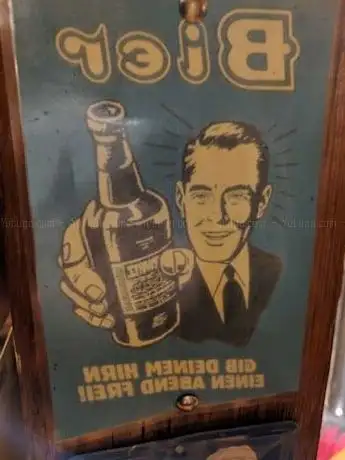 Bier
GIB DEINEM HIRN
EINEN ABEND FREI!